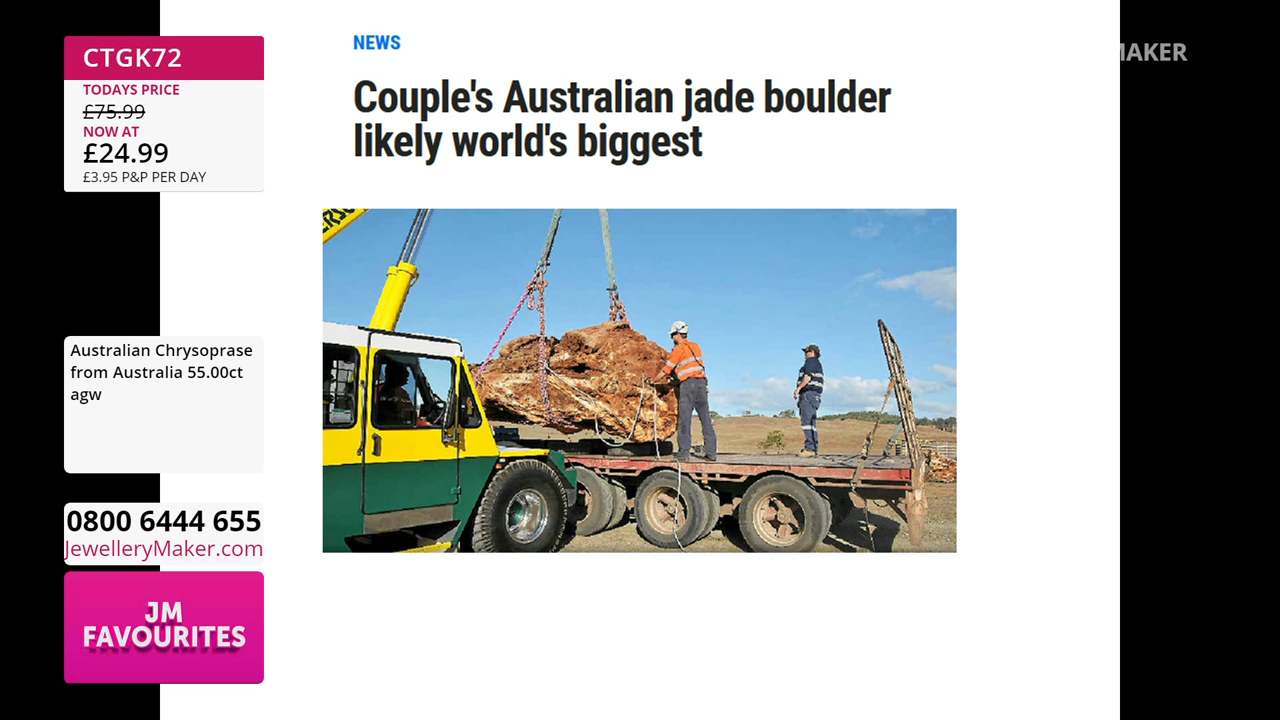 CTGK72
TODAYS PRICE
£75.99
NOW AT
£24.99
£3.95 P&P PER DAY
NEWS
Couple's Australian jade boulder
likely world's biggest
MAKER
Australian Chrysoprase
from Australia 55.00ct
agw
0800 6444 655
JewelleryMaker.com
JM
FAVOURITES